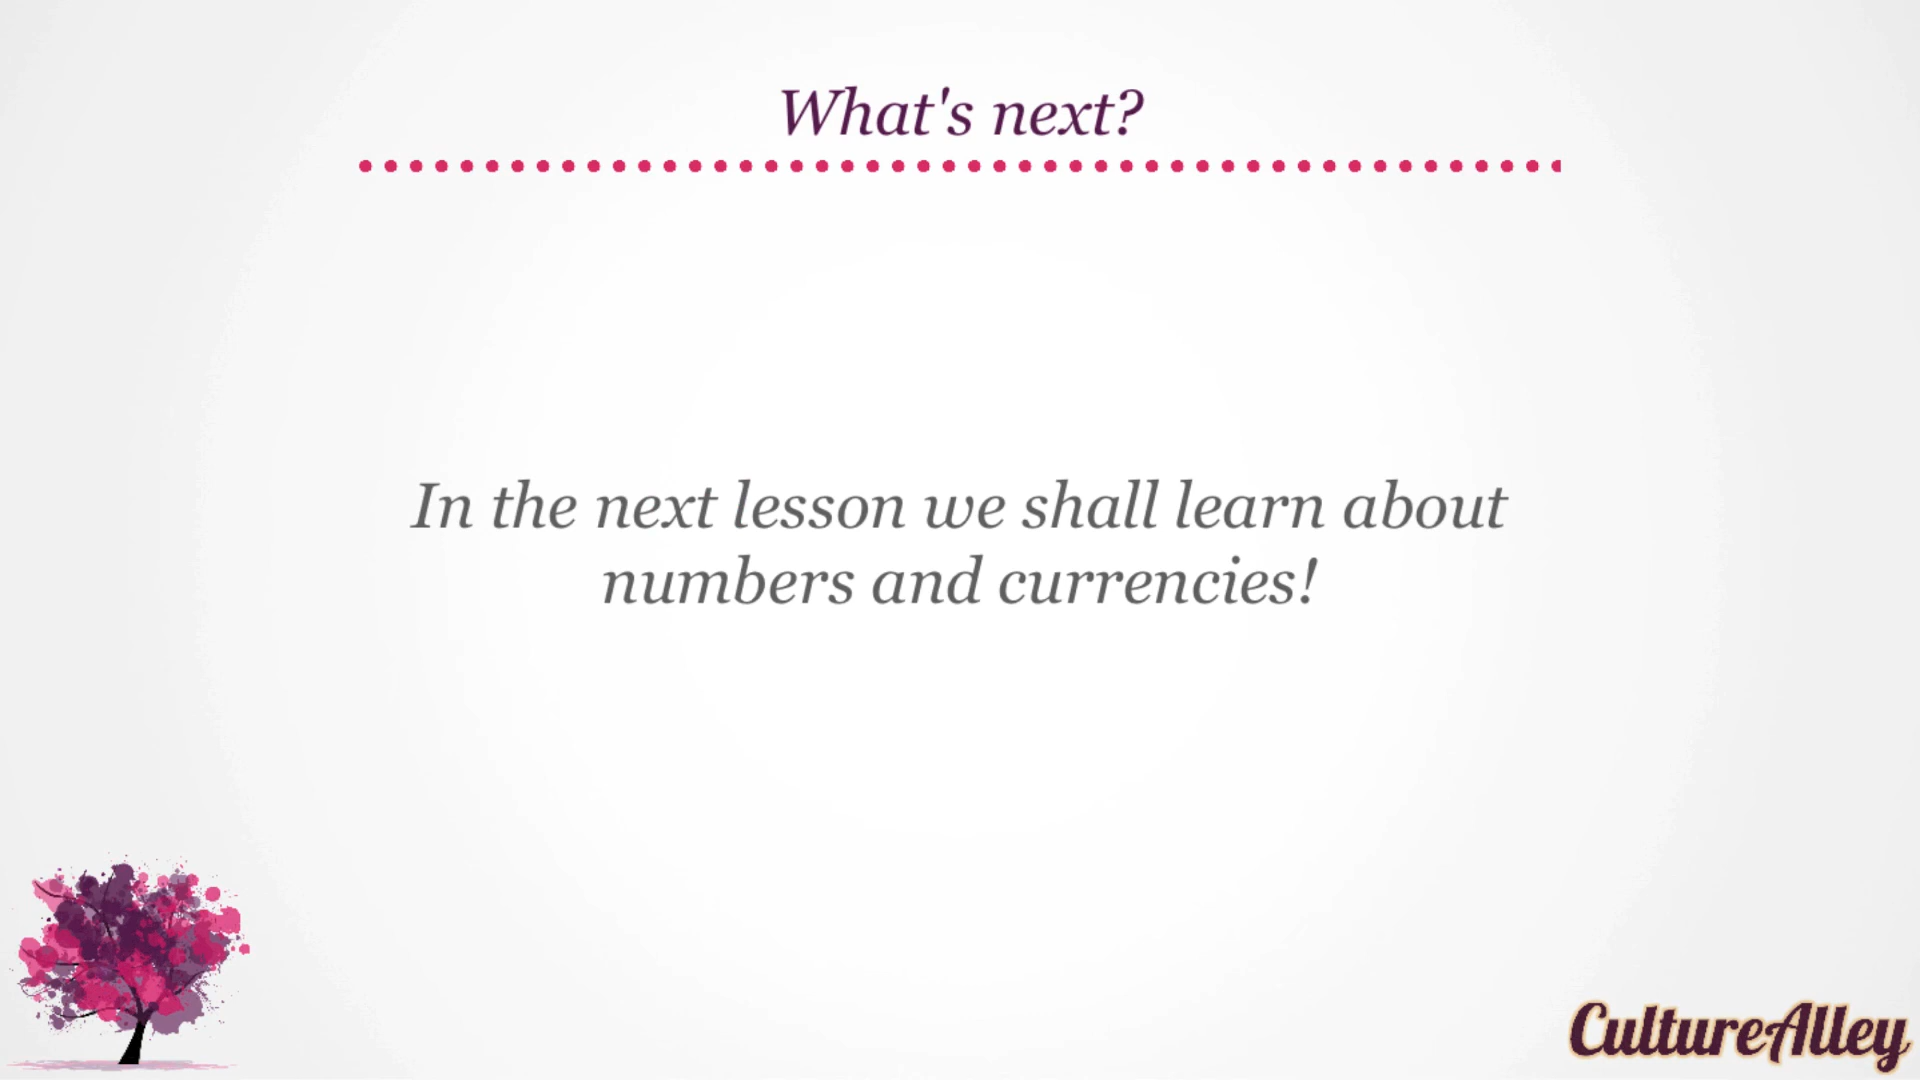 What's next?
In the next lesson we shall learn about
numbers and currencies!
CultureAlley